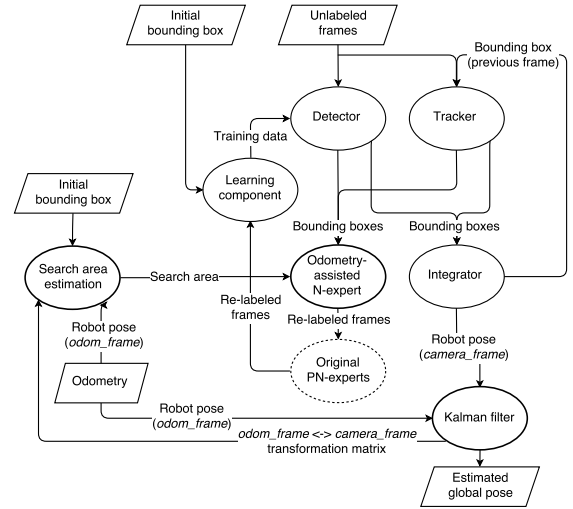 Initial
bounding box
Unlabeled
frames
Bounding box
(previous frame)
Detector
Tracker
Training data
Learning
component
Initial
bounding box
Bounding boxes
Bounding boxes
Search area
estimation
Search area
Odometry-
assisted
N-expert
Integrator
Re-labeled
frames
Re-labeled frames
Robot pose
(odom_frame)
Robot pose
(camera_frame)
Original
PN-experts
Odometry
Robot pose
(odom_frame)
Kalman filter
odom_frame <-> camera_frame
transformation matrix
Estimated
global pose